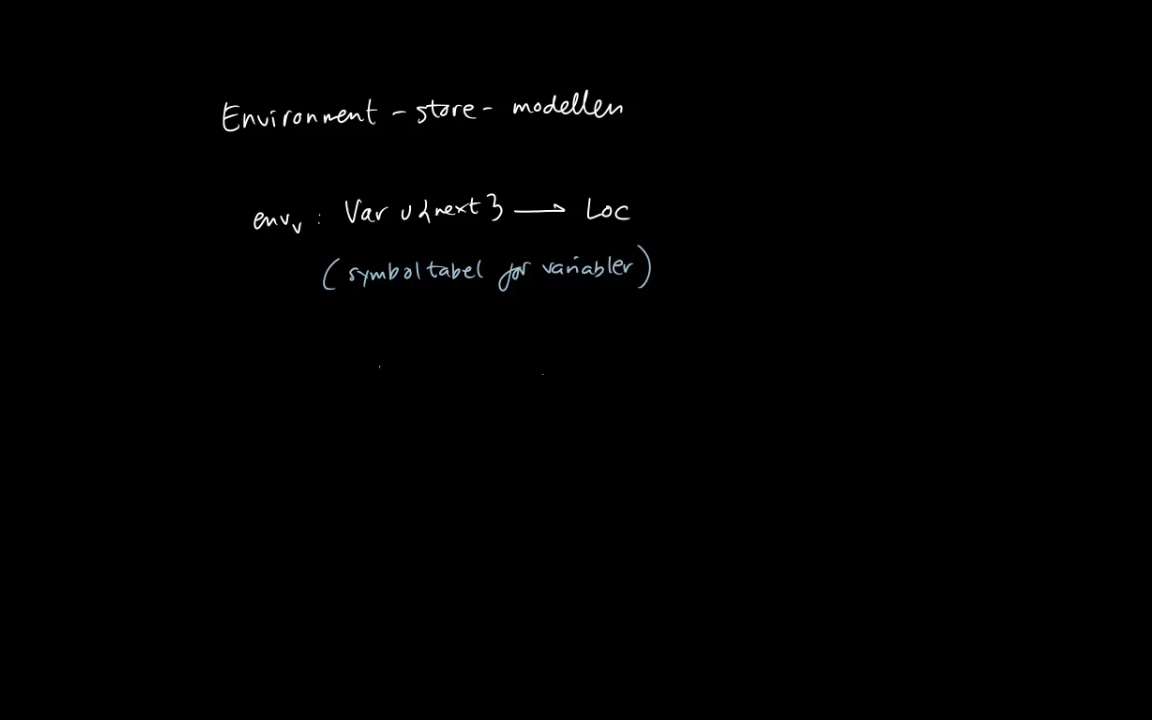 Environment - store - modellen
env_v : Var ∪ {next} → Loc
(symboltabel for variabler)